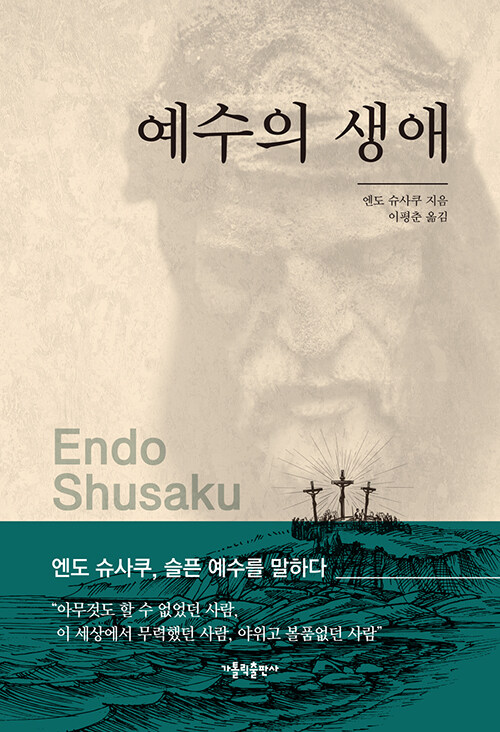 예수의 생애
엔도 슈사쿠 지음
이평춘 옮김
Endo
Shusaku
엔도 슈사쿠, 슬픈 예수를 말하다
“아무것도 할 수 없었던 사람,
이 세상에서 무력했던 사람, 야위고 볼품없던 사람”
가톨릭출판사